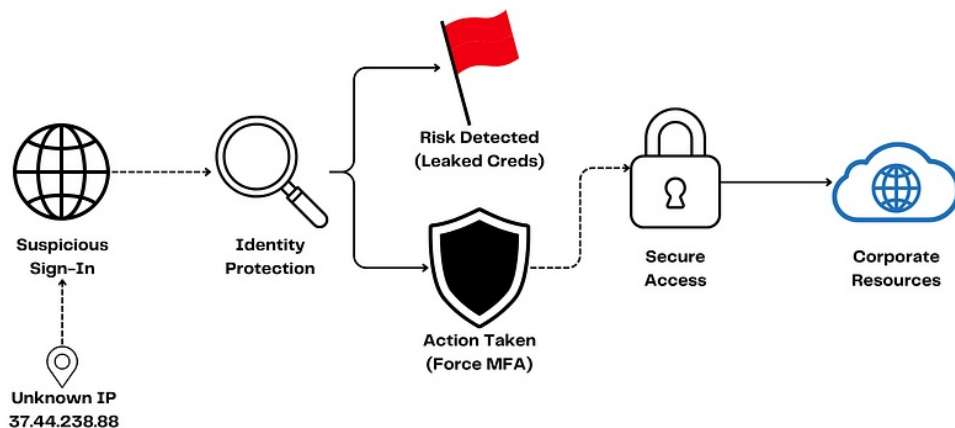 Suspicious
Sign-In
Unknown IP
37.44.238.88
Identity
Protection
Risk Detected
(Leaked Creds)
Action Taken
(Force MFA)
Secure
Access
Corporate
Resources